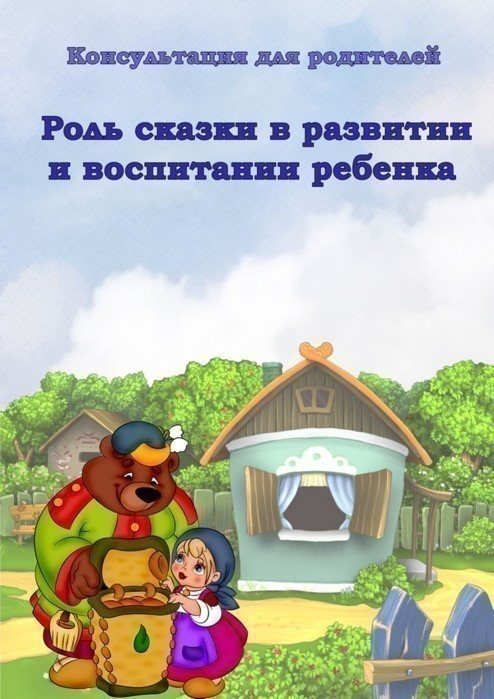 Консультация для родителей
Роль сказки в развитии
и воспитании ребенка